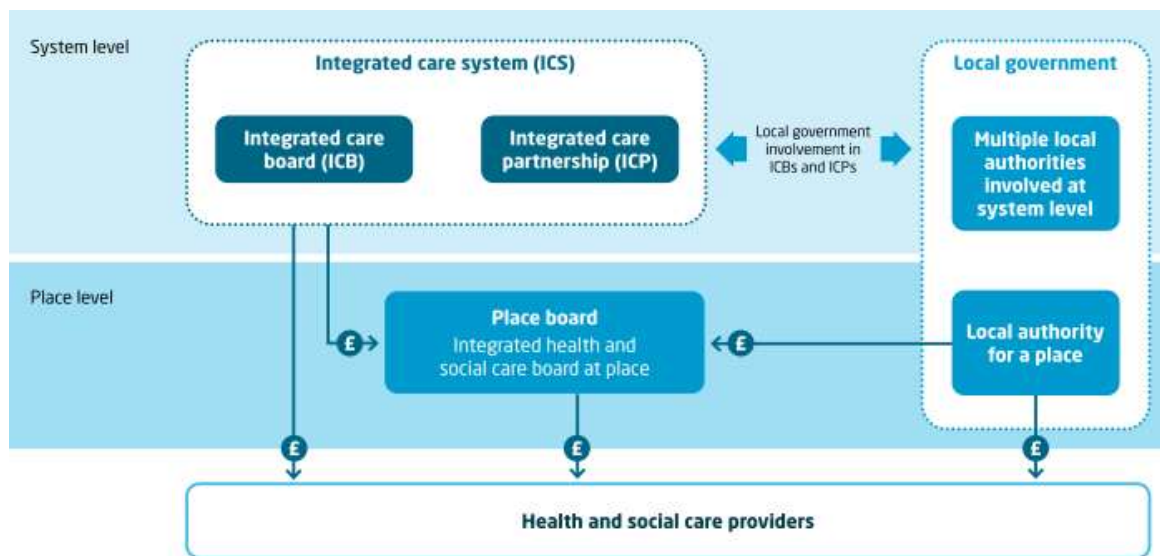 System level
Integrated care system (ICS)
Local government
Integrated care
board (ICB)
Integrated care
partnership (ICP)
Local government
involvement in
ICBs and ICPs
Multiple local
authorities
involved at
system level
Place level
Place board
Integrated health and
social care board at place
Local authority
for a place
£
£
£
£
£
Health and social care providers